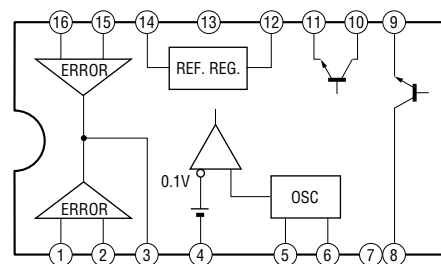 16 15 14 13 12 11 10 9
ERROR
REF. REG.
0.1V
OSC
ERROR
1 2 3 4 5 6 7 8